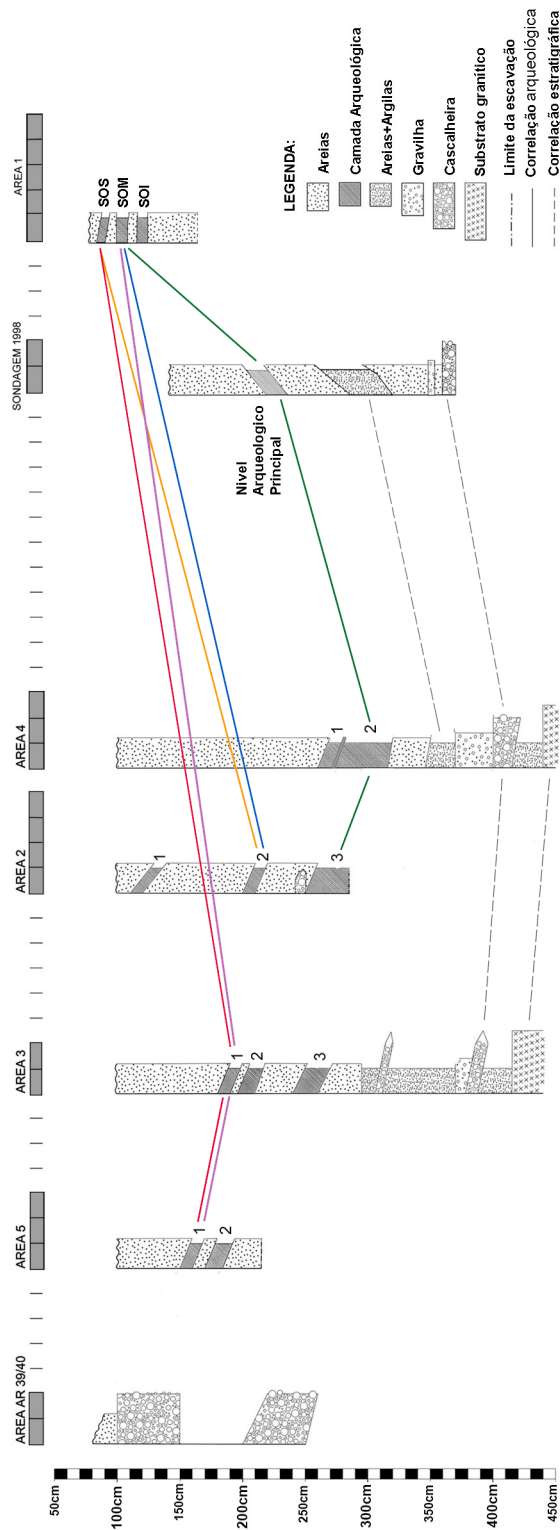 AREA AR 39/40
AREA 5
AREA 3
AREA 2
AREA 4
SONDAGEM 1998
AREA 1
50cm
100cm
150cm
200cm
250cm
300cm
350cm
400cm
450cm
1
2
1
2
3
1
2
3
1
2
Nivel
Arqueologico
Principal
SOS
SOM
SOI
LEGENDA:
Areias
Camada Arqueológica
Areias+Argilas
Gravilha
Cascalheira
Substrato granítico
Limite da escavação
Correlação arqueológica
Correlação estratigráfica